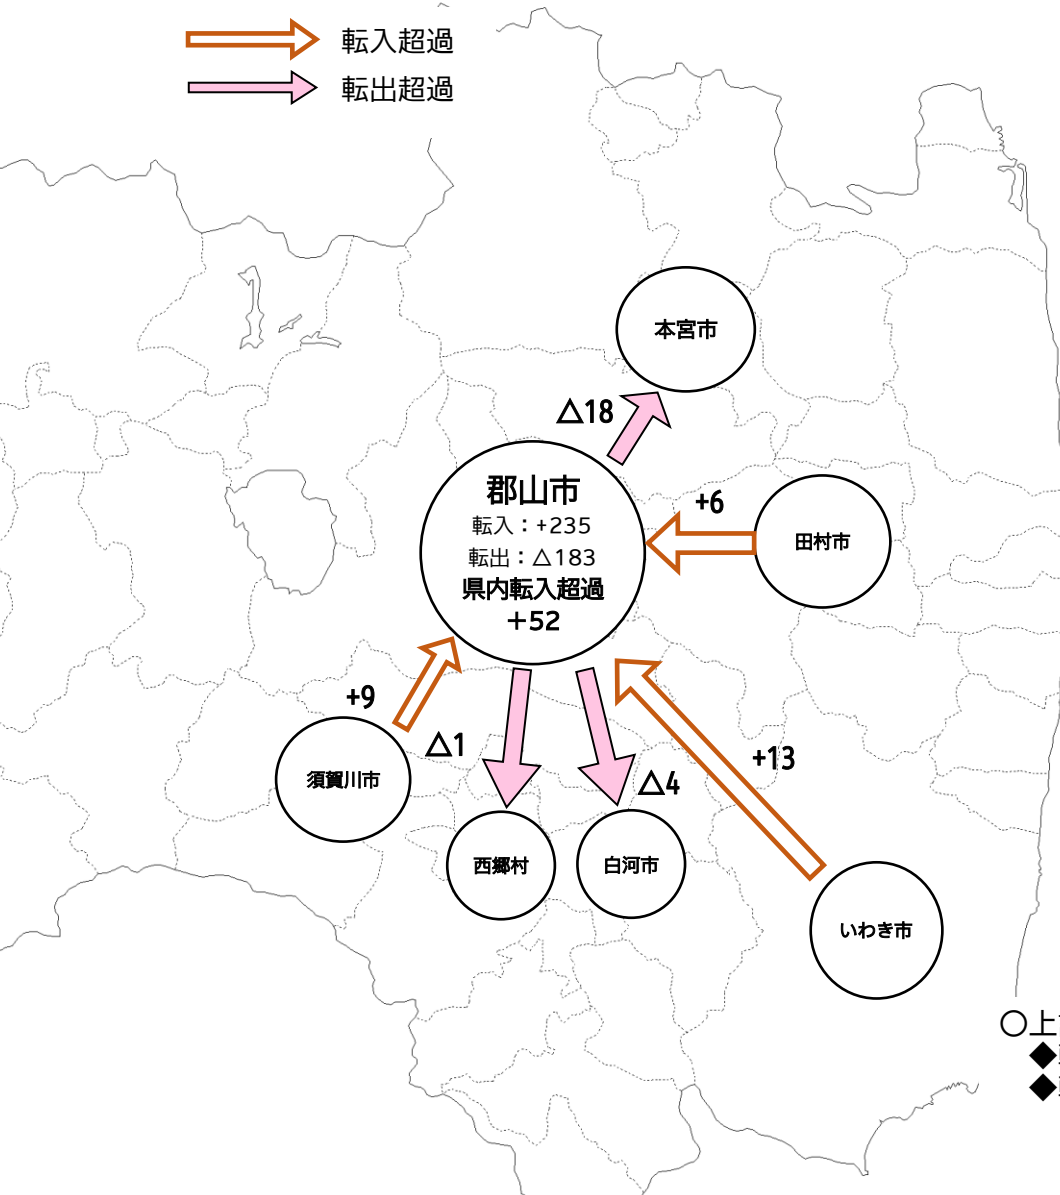 転入超過
転出超過
本宮市
△18
郡山市
転入：+235
転出：△183
県内転入超過
+52
+6
田村市
+9
須賀川市
△1
西郷村
△4
白河市
+13
いわき市
〇上
◆
◆